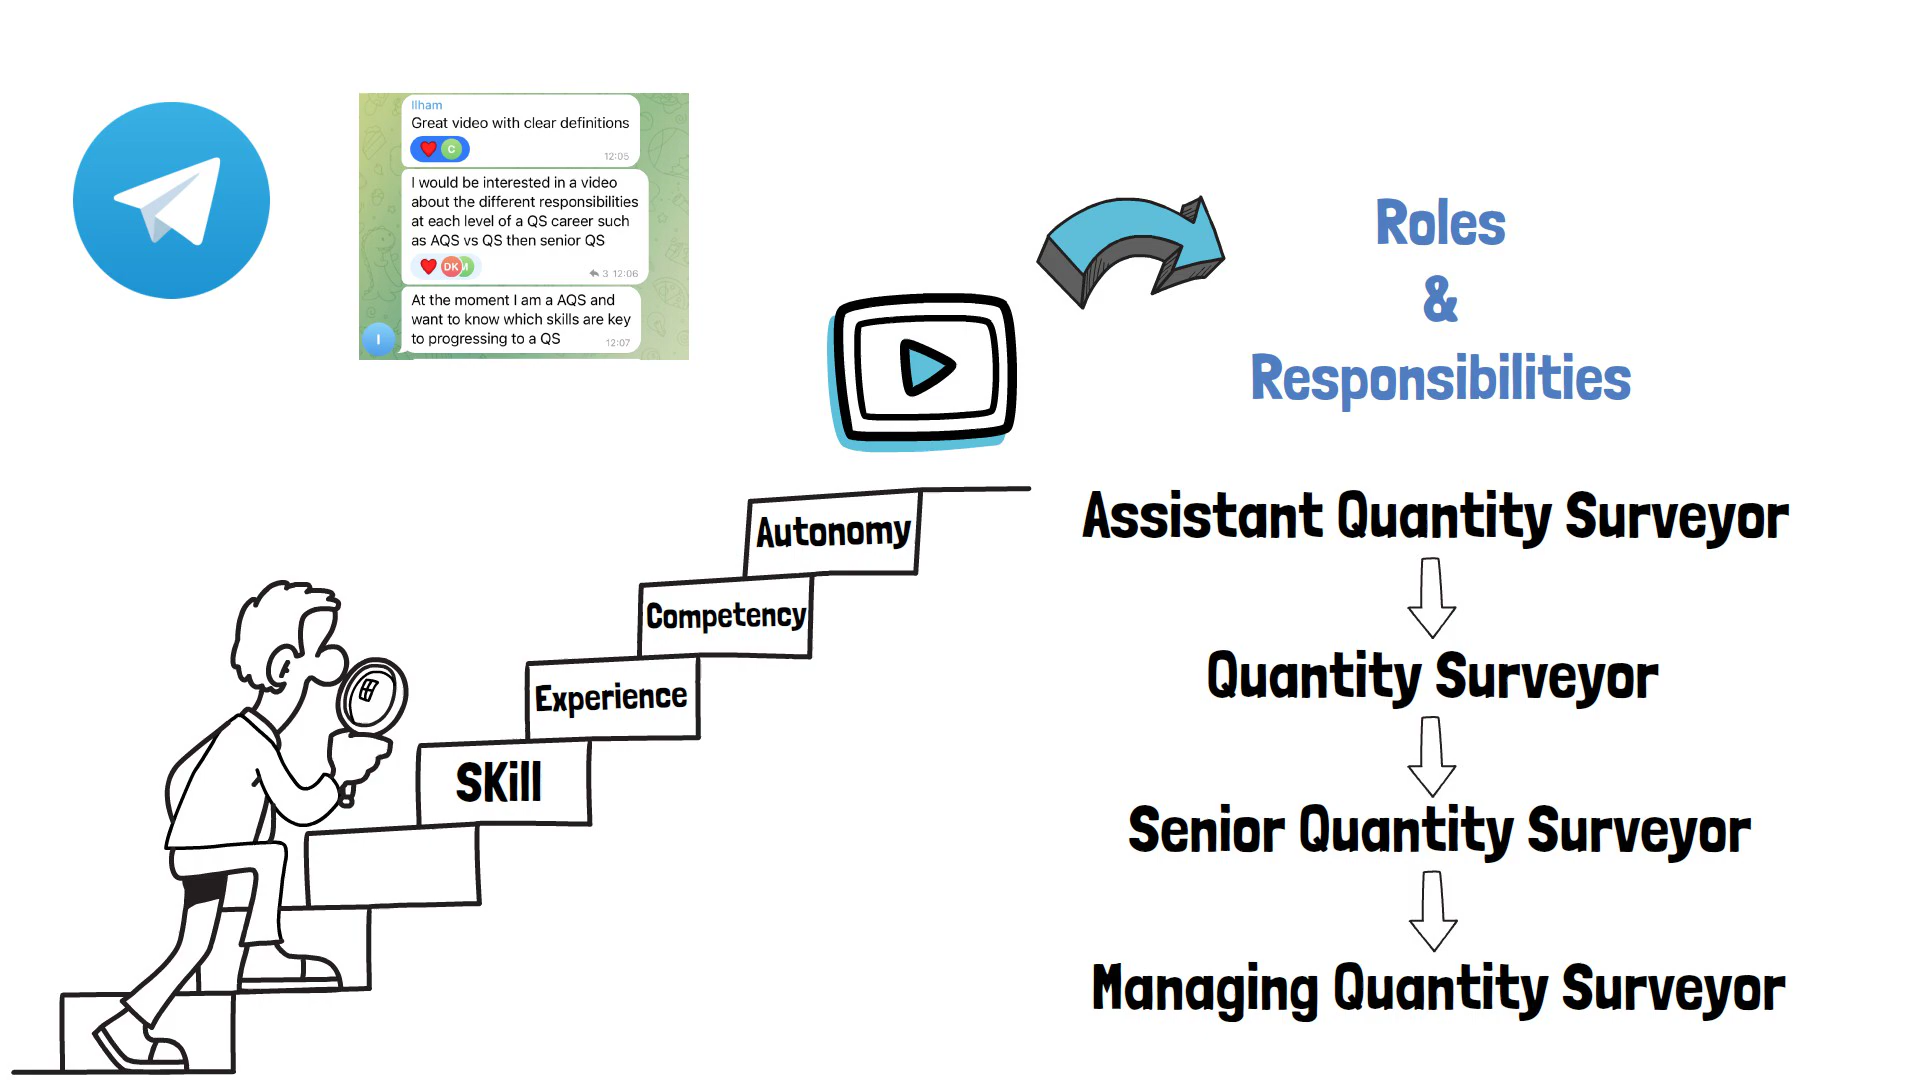 Ilham
Great video with clear definitions
C
12:05
I would be interested in a video
about the different responsibilities
at each level of a QS career such
as AQS vs QS then senior QS
DK M
3 12:06
At the moment I am a AQS and
want to know which skills are key
to progressing to a QS
12:07
I
Roles
&
Responsibilities
Autonomy
Competency
Experience
SKill
Assistant Quantity Surveyor
Quantity Surveyor
Senior Quantity Surveyor
Managing Quantity Surveyor